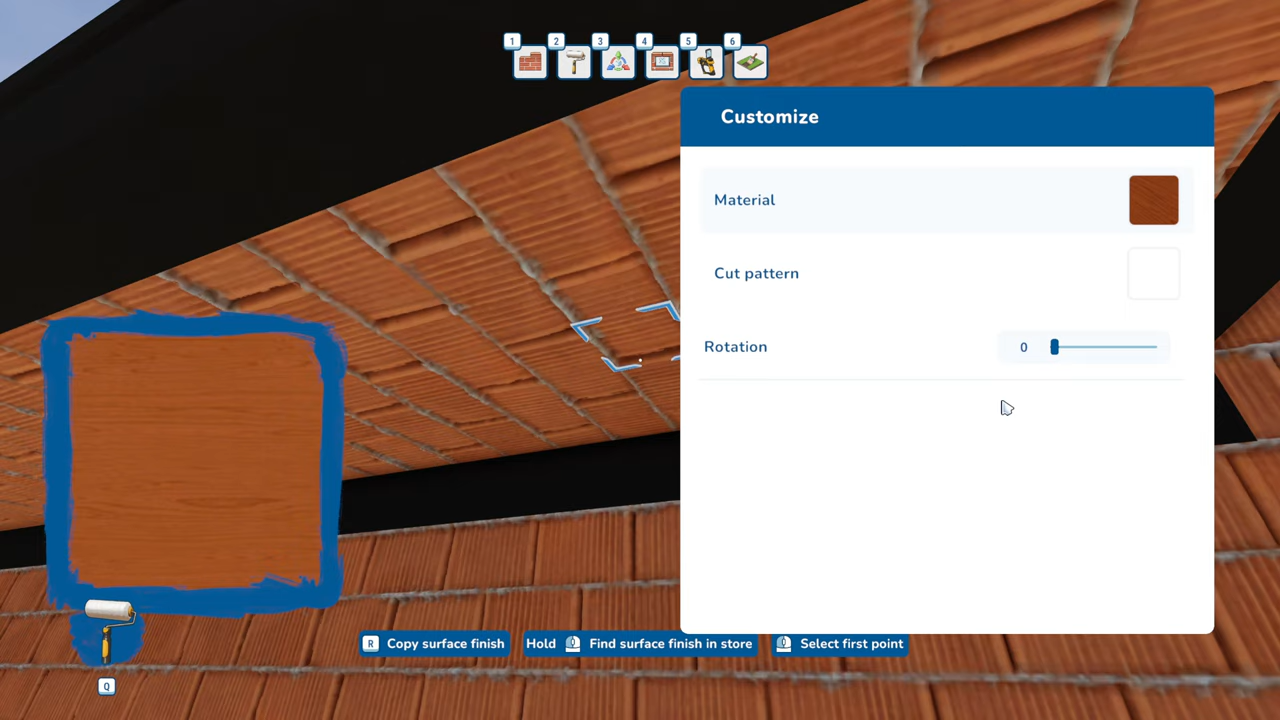 1 2 3 4 5 6
Customize
Material
Cut pattern
Rotation 0
R Copy surface finish Hold Find surface finish in store Select first point
Q